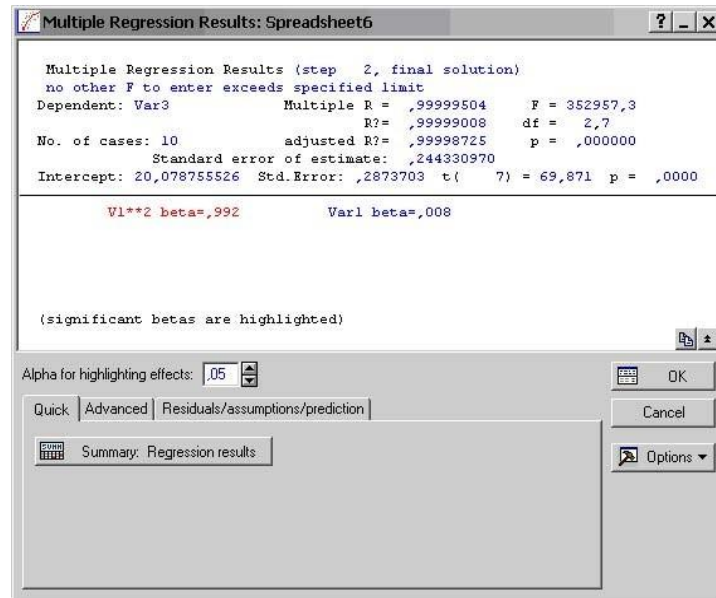 Multiple Regression Results: Spreadsheet6
Multiple Regression Results (step 2, final solution)
no other F to enter exceeds specified limit
Dependent: Var3 Multiple R = ,99999504 F = 352957,3
R?= ,99999008 df = 2,7
No. of cases: 10 adjusted R?= ,99998725 p = ,000000
Standard error of estimate: ,244330970
Intercept: 20,078755526 Std.Error: ,2873703 t( 7) = 69,871 p = ,0000
V1**2 beta=,992 Var1 beta=,008
(significant betas are highlighted)
Alpha for highlighting effects: ,05
OK
Quick Advanced Residuals/assumptions/prediction
Cancel
Summary: Regression results
Options